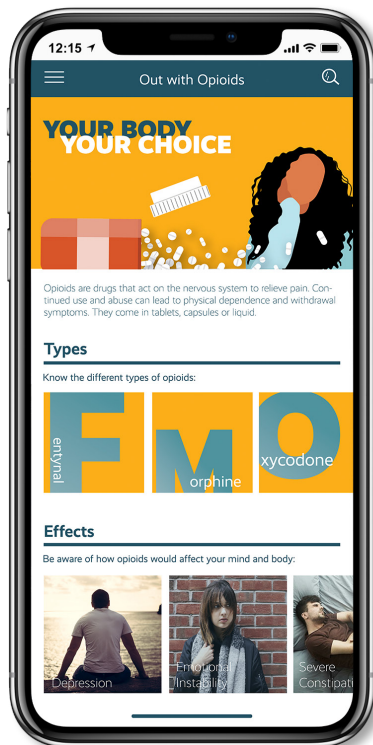 12:15
Out with Opioids
YOUR BODY
YOUR CHOICE
Opioids are drugs that act on the nervous system to relieve pain. Con-
tinued use and abuse can lead to physical dependence and withdrawal
symptoms. They come in tablets, capsules or liquid.
Types
Know the different types of opioids:
Fentynal
Morphine
Oxycodone
Effects
Be aware of how opioids would affect your mind and body:
Depression
Emotional
Instability
Severe
Constipati